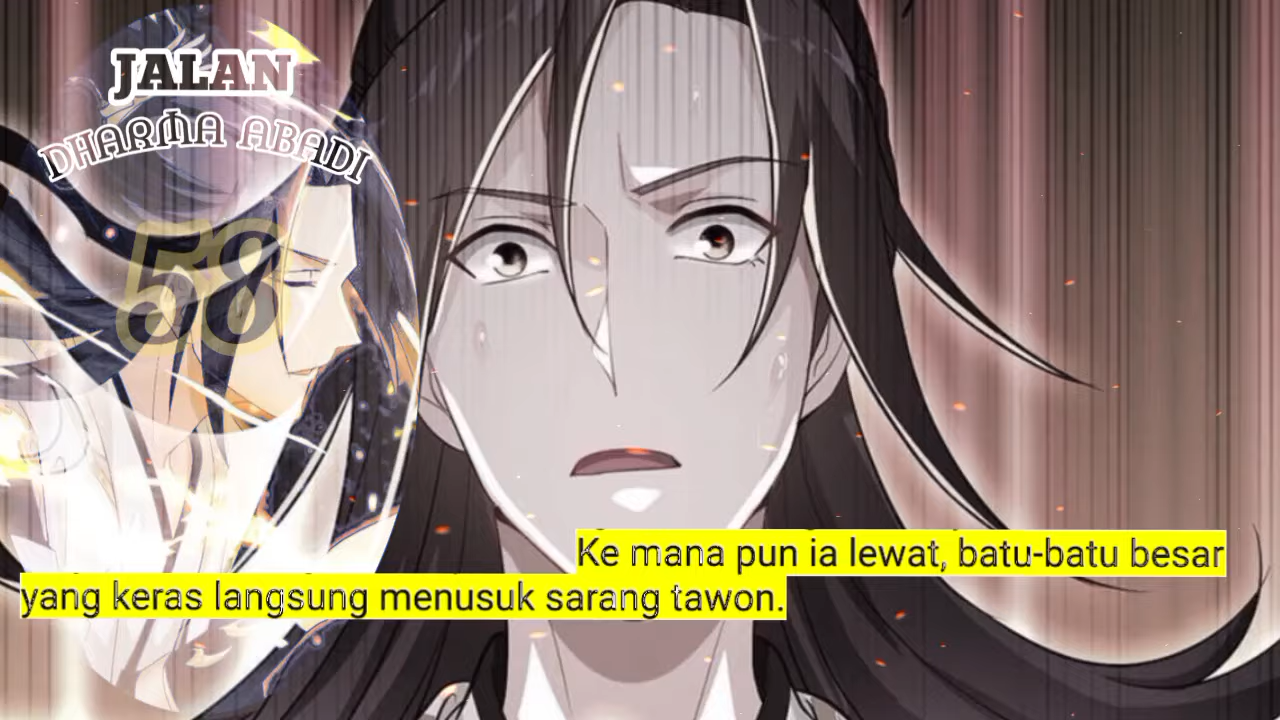 JALAN
DHARMA ABADI
58
Ke mana pun ia lewat, batu-batu besar
yang keras langsung menusuk sarang tawon.